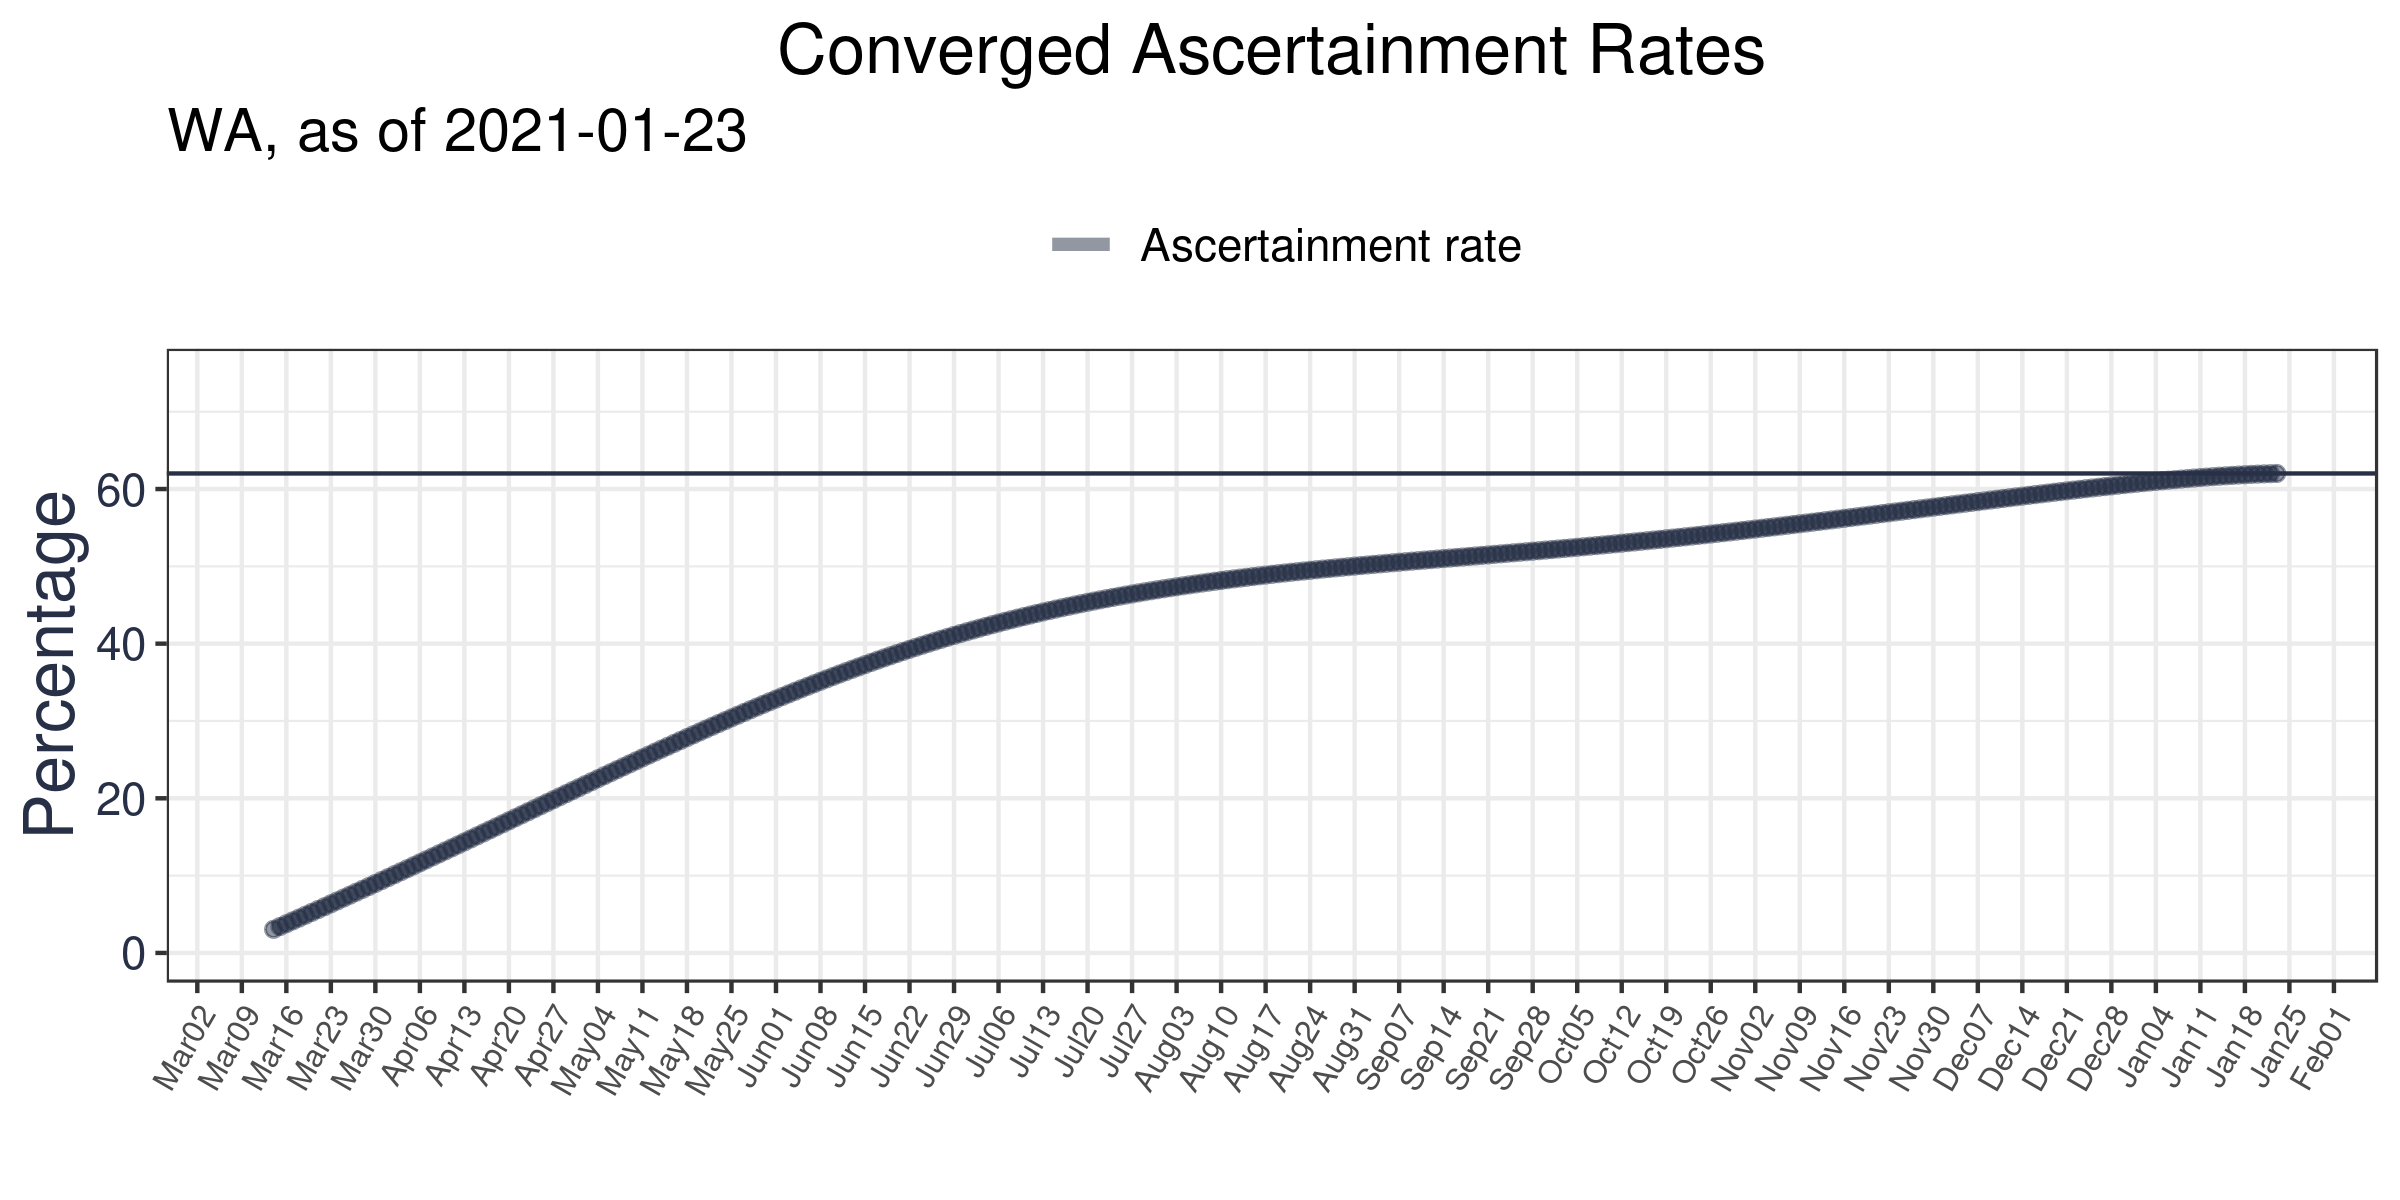 Converged Ascertainment Rates
WA, as of 2021-01-23
Ascertainment rate
Percentage
60
40
20
0
Mar02 Mar09 Mar16 Mar23 Mar30 Apr06 Apr13 Apr20 Apr27 May04 May11 May18 May25 Jun01 Jun08 Jun15 Jun22 Jun29 Jul06 Jul13 Jul20 Jul27 Aug03 Aug10 Aug17 Aug24 Aug31 Sep07 Sep14 Sep21 Sep28 Oct05 Oct12 Oct19 Oct26 Nov02 Nov09 Nov16 Nov23 Nov30 Dec07 Dec14 Dec21 Dec28 Jan04 Jan11 Jan18 Jan25 Feb01